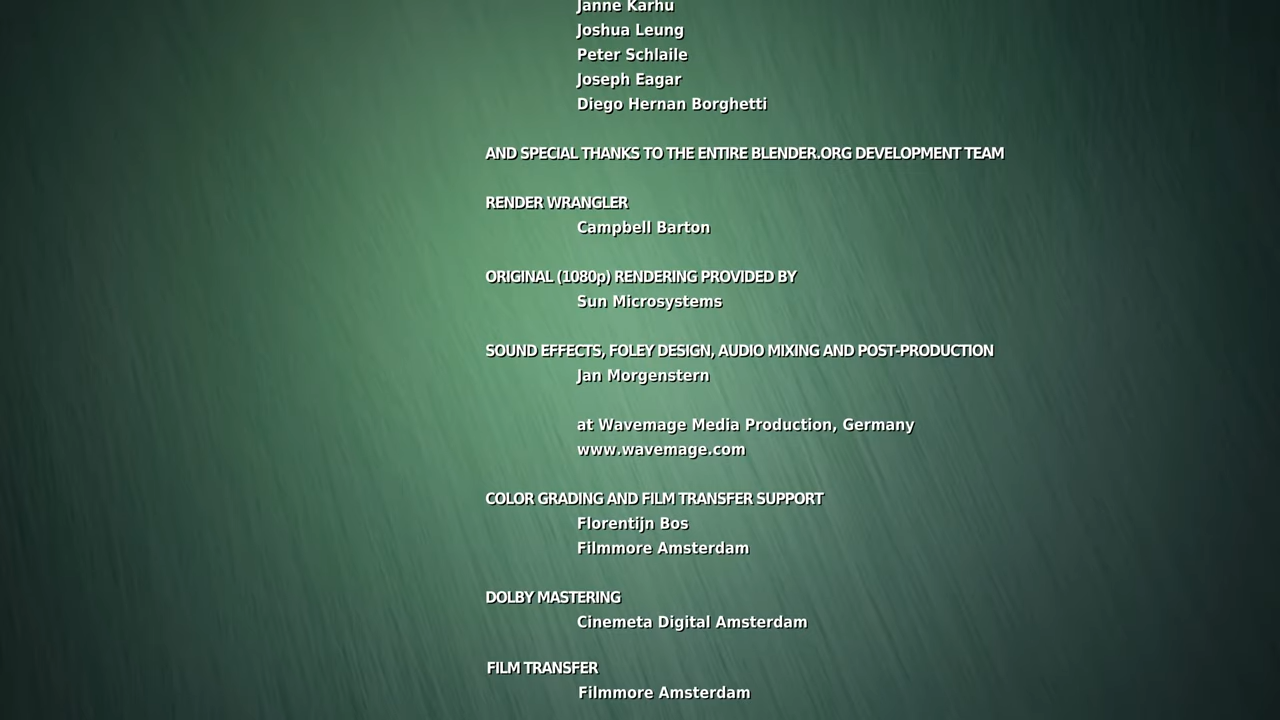 Janne Karhu
Joshua Leung
Peter Schlaile
Joseph Eagar
Diego Hernan Borghetti
AND SPECIAL THANKS TO THE ENTIRE BLENDER.ORG DEVELOPMENT TEAM
RENDER WRANGLER
Campbell Barton
ORIGINAL (1080p) RENDERING PROVIDED BY
Sun Microsystems
SOUND EFFECTS, FOLEY DESIGN, AUDIO MIXING AND POST-PRODUCTION
Jan Morgenstern
at Wavemage Media Production, Germany
www.wavemage.com
COLOR GRADING AND FILM TRANSFER SUPPORT
Florentijn Bos
Filmmore Amsterdam
DOLBY MASTERING
Cinemeta Digital Amsterdam
FILM TRANSFER
Filmmore Amsterdam